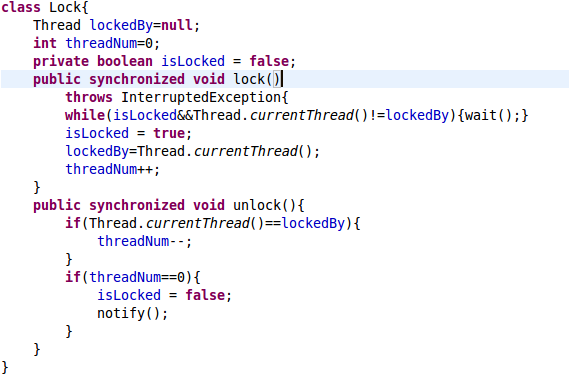 class Lock{
    Thread lockedBy=null;
    int threadNum=0;
    private boolean isLocked = false;
    public synchronized void lock()
        throws InterruptedException{
        while(isLocked&&Thread.currentThread()!=lockedBy){wait();}
        isLocked = true;
        lockedBy=Thread.currentThread();
        threadNum++;
    }
    public synchronized void unlock(){
        if(Thread.currentThread()==lockedBy){
            threadNum--;
        }
        if(threadNum==0){
            isLocked = false;
            notify();
        }
    }
}